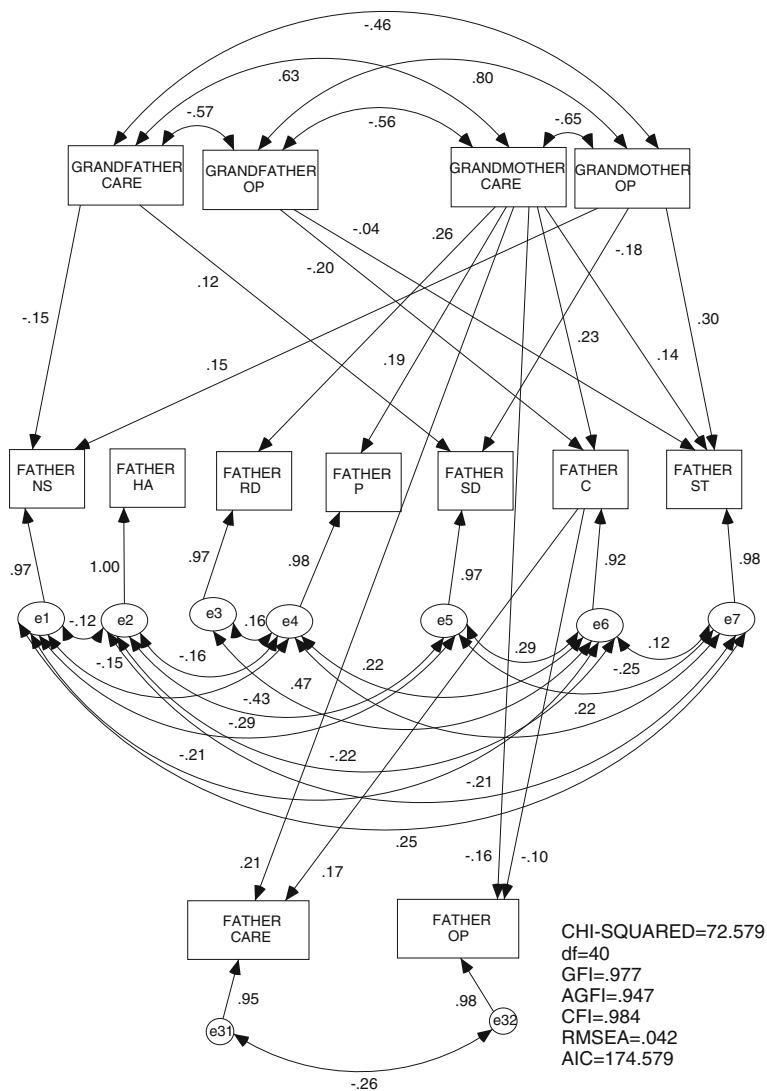 -.46
.63
.80
-.57
-.56
-.65
GRANDFATHER
CARE
GRANDFATHER
OP
GRANDMOTHER
CARE
GRANDMOTHER
OP
-.04
.26
-.18
.12
-.20
-.15
.30
.23
.15
.19
.14
FATHER
NS
FATHER
HA
FATHER
RD
FATHER
P
FATHER
SD
FATHER
C
FATHER
ST
.97
1.00
.97
.98
.97
.92
.98
e1
-.12
e2
e3
.16
e4
e5
.29
e6
.12
e7
-.15
-.16
.47
.22
-.25
-.43
-.29
.22
-.21
-.22
-.21
.25
.21
.17
-.16
-.10
FATHER
CARE
FATHER
OP
.95
.98
e31
e32
-.26
CHI-SQUARED=72.579
df=40
GFI=.977
AGFI=.947
CFI=.984
RMSEA=.042
AIC=174.579